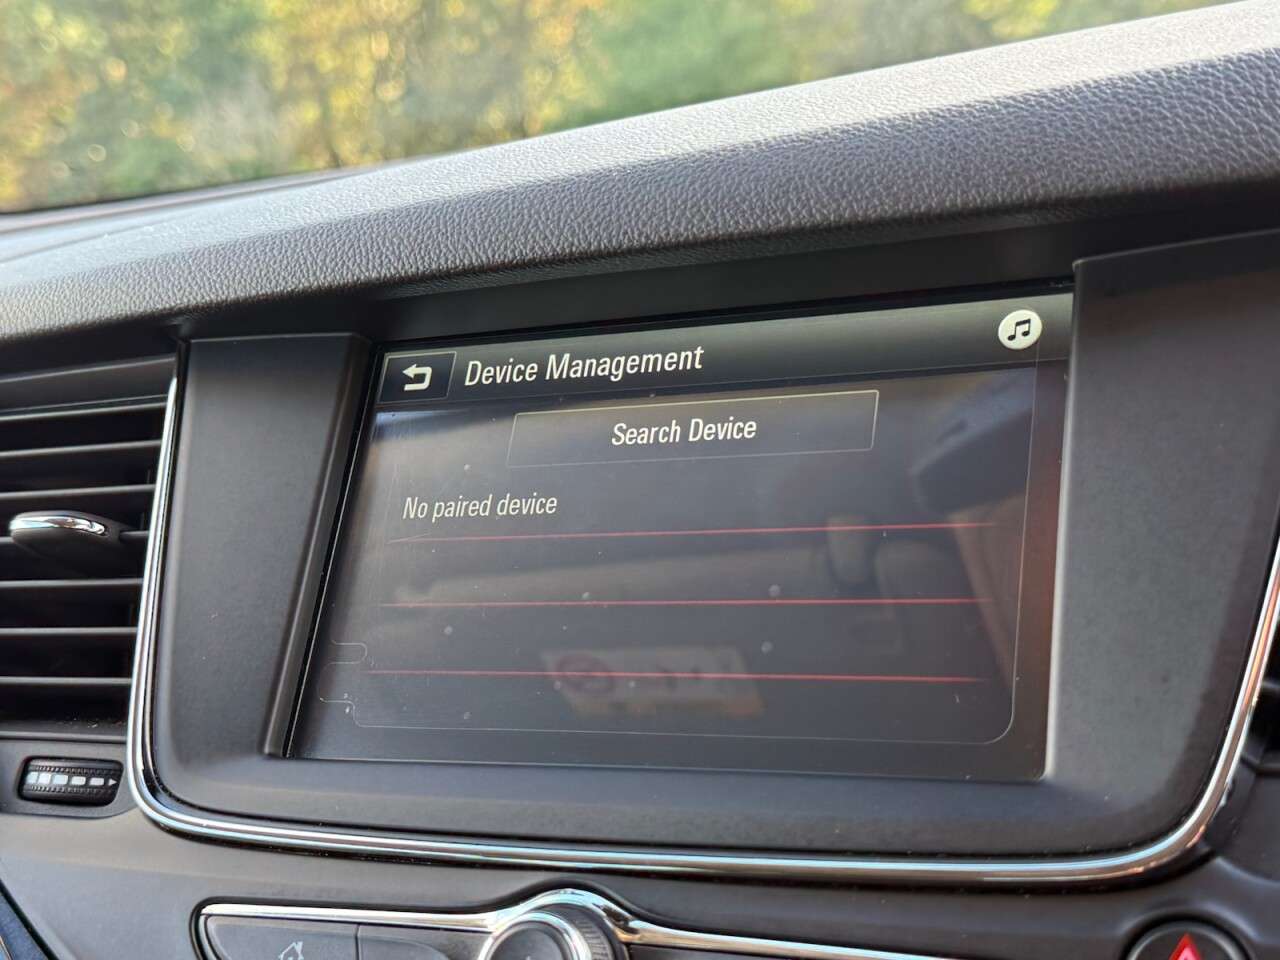 Device Management
Search Device
No paired device